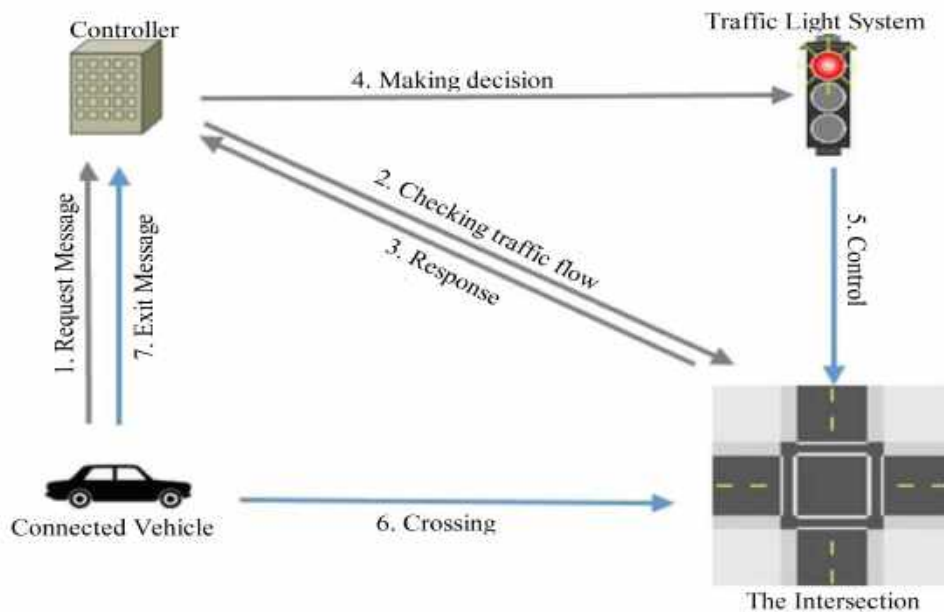 Controller
Traffic Light System
4. Making decision
2. Checking traffic flow
3. Response
1. Request Message
7. Exit Message
5. Control
Connected Vehicle
6. Crossing
The Intersection